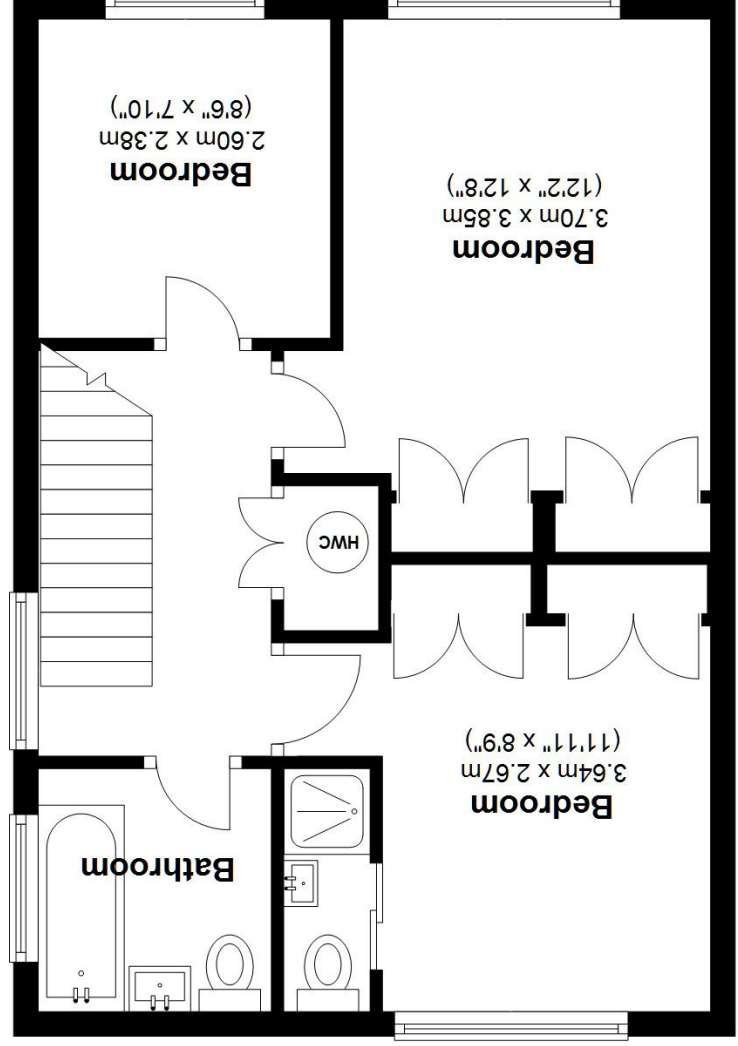 Bathroom
Bedroom
3.64m x 2.67m
(11'11" x 8'9")
HWC
Bedroom
3.70m x 3.85m
(12'2" x 12'8")
Bedroom
2.60m x 2.38m
(8'6" x 7'10")